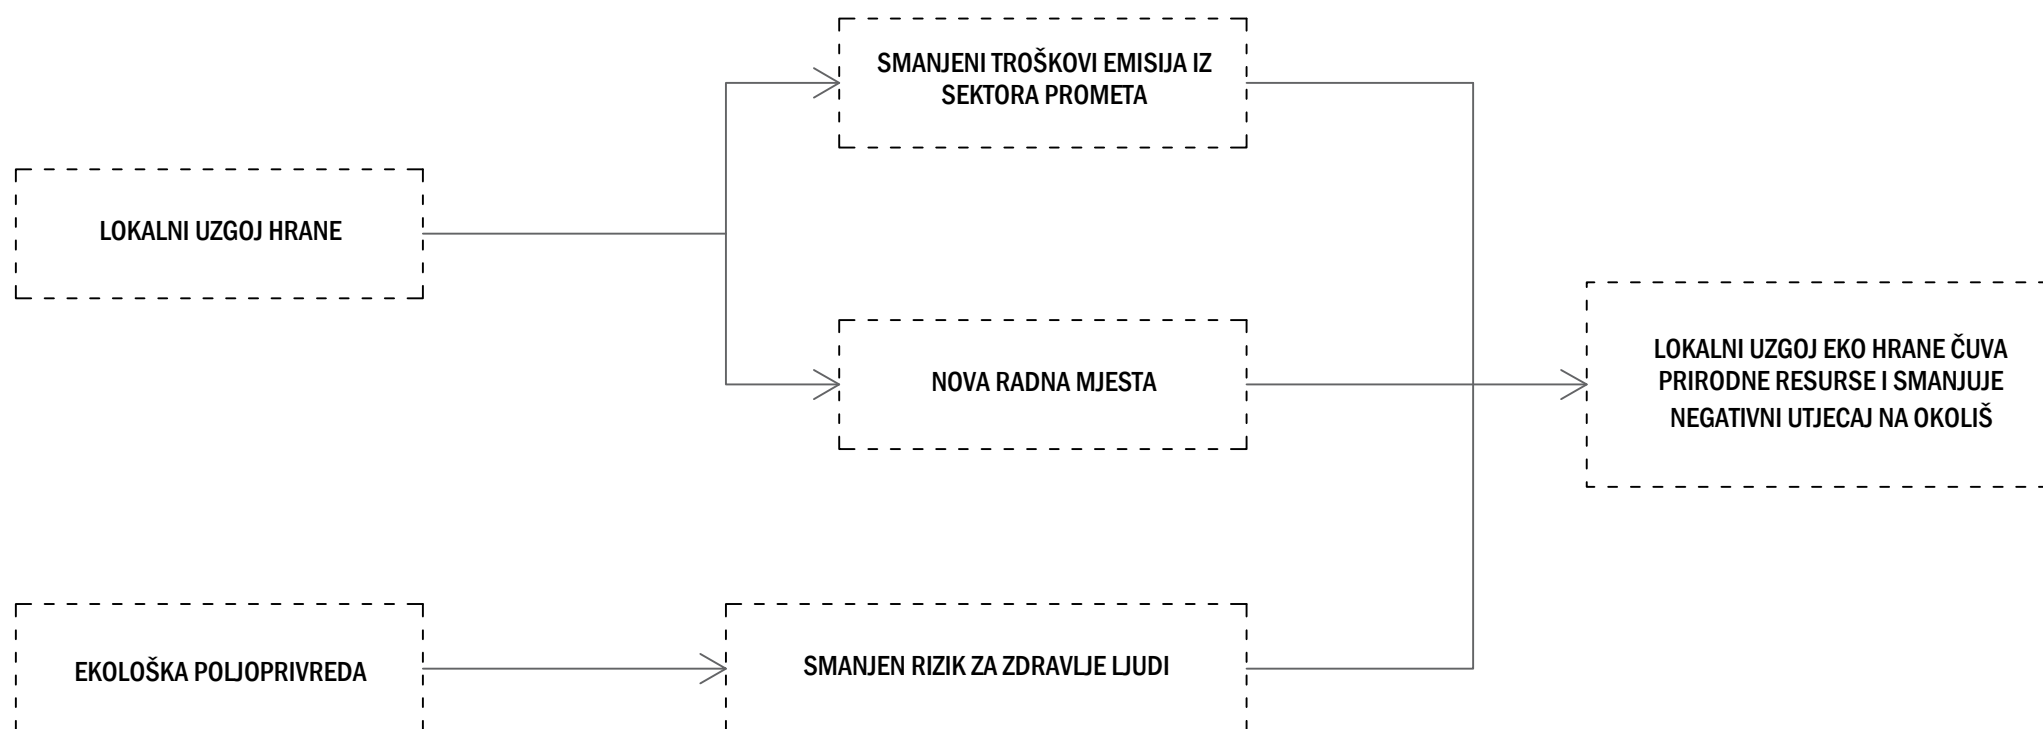 SMANJENI TROŠKOVI EMISIJA IZ
SEKTORA PROMETA
LOKALNI UZGOJ HRANE
NOVA RADNA MJESTA
LOKALNI UZGOJ EKO HRANE ČUVA
PRIRODNE RESURSE I SMANJUJE
NEGATIVNI UTJECAJ NA OKOLIŠ
EKOLOŠKA POLJOPRIVREDA
SMANJEN RIZIK ZA ZDRAVLJE LJUDI